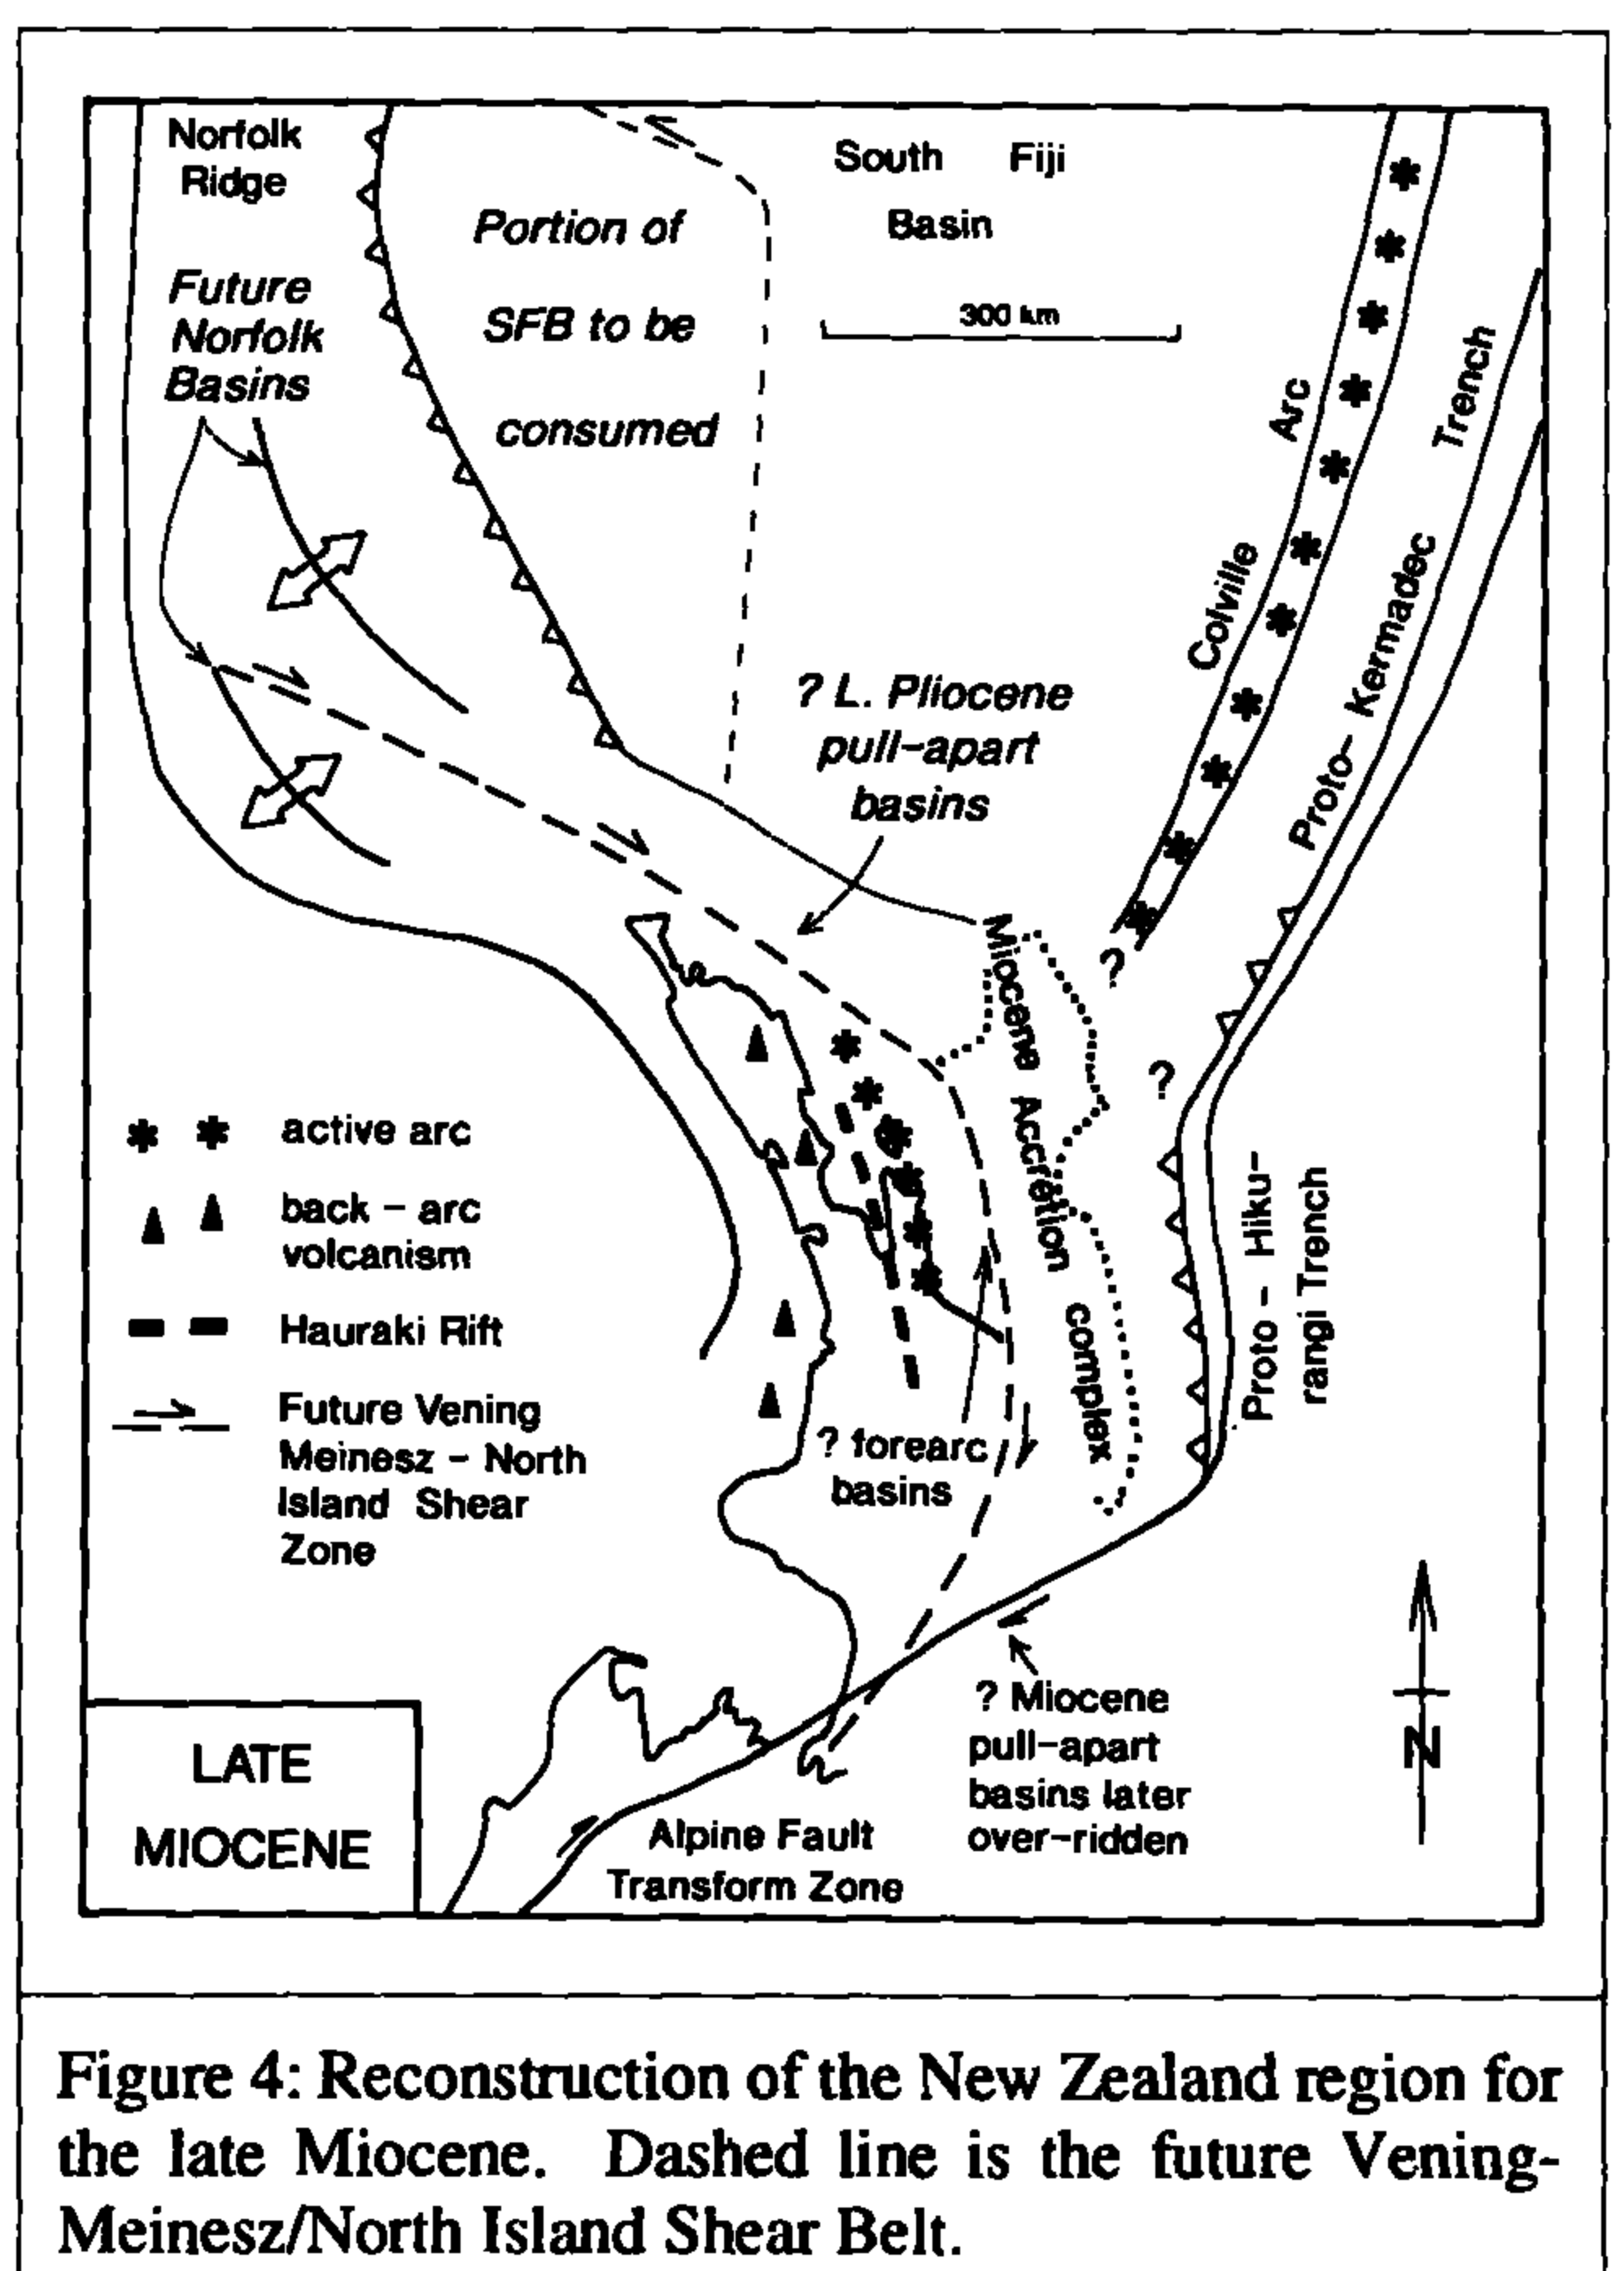 Norfolk
Ridge
South Fiji
Basin
Portion of
SFB to be
consumed
Future
Norfolk
Basins
300 km
Colville Arc
Proto-Kermadec Trench
? L. Pliocene
pull-apart
basins
Miocene Accretion complex
?
?
active arc
back - arc
volcanism
Hauraki Rift
Future Vening
Meinesz - North
Island Shear
Zone
Proto - Hiku-
rangi Trench
? forearc
basins
? Miocene
pull-apart
basins later
over-ridden
N
LATE
MIOCENE
Alpine Fault
Transform Zone
Figure 4: Reconstruction of the New Zealand region for
the late Miocene. Dashed line is the future Vening-
Meinesz/North Island Shear Belt.